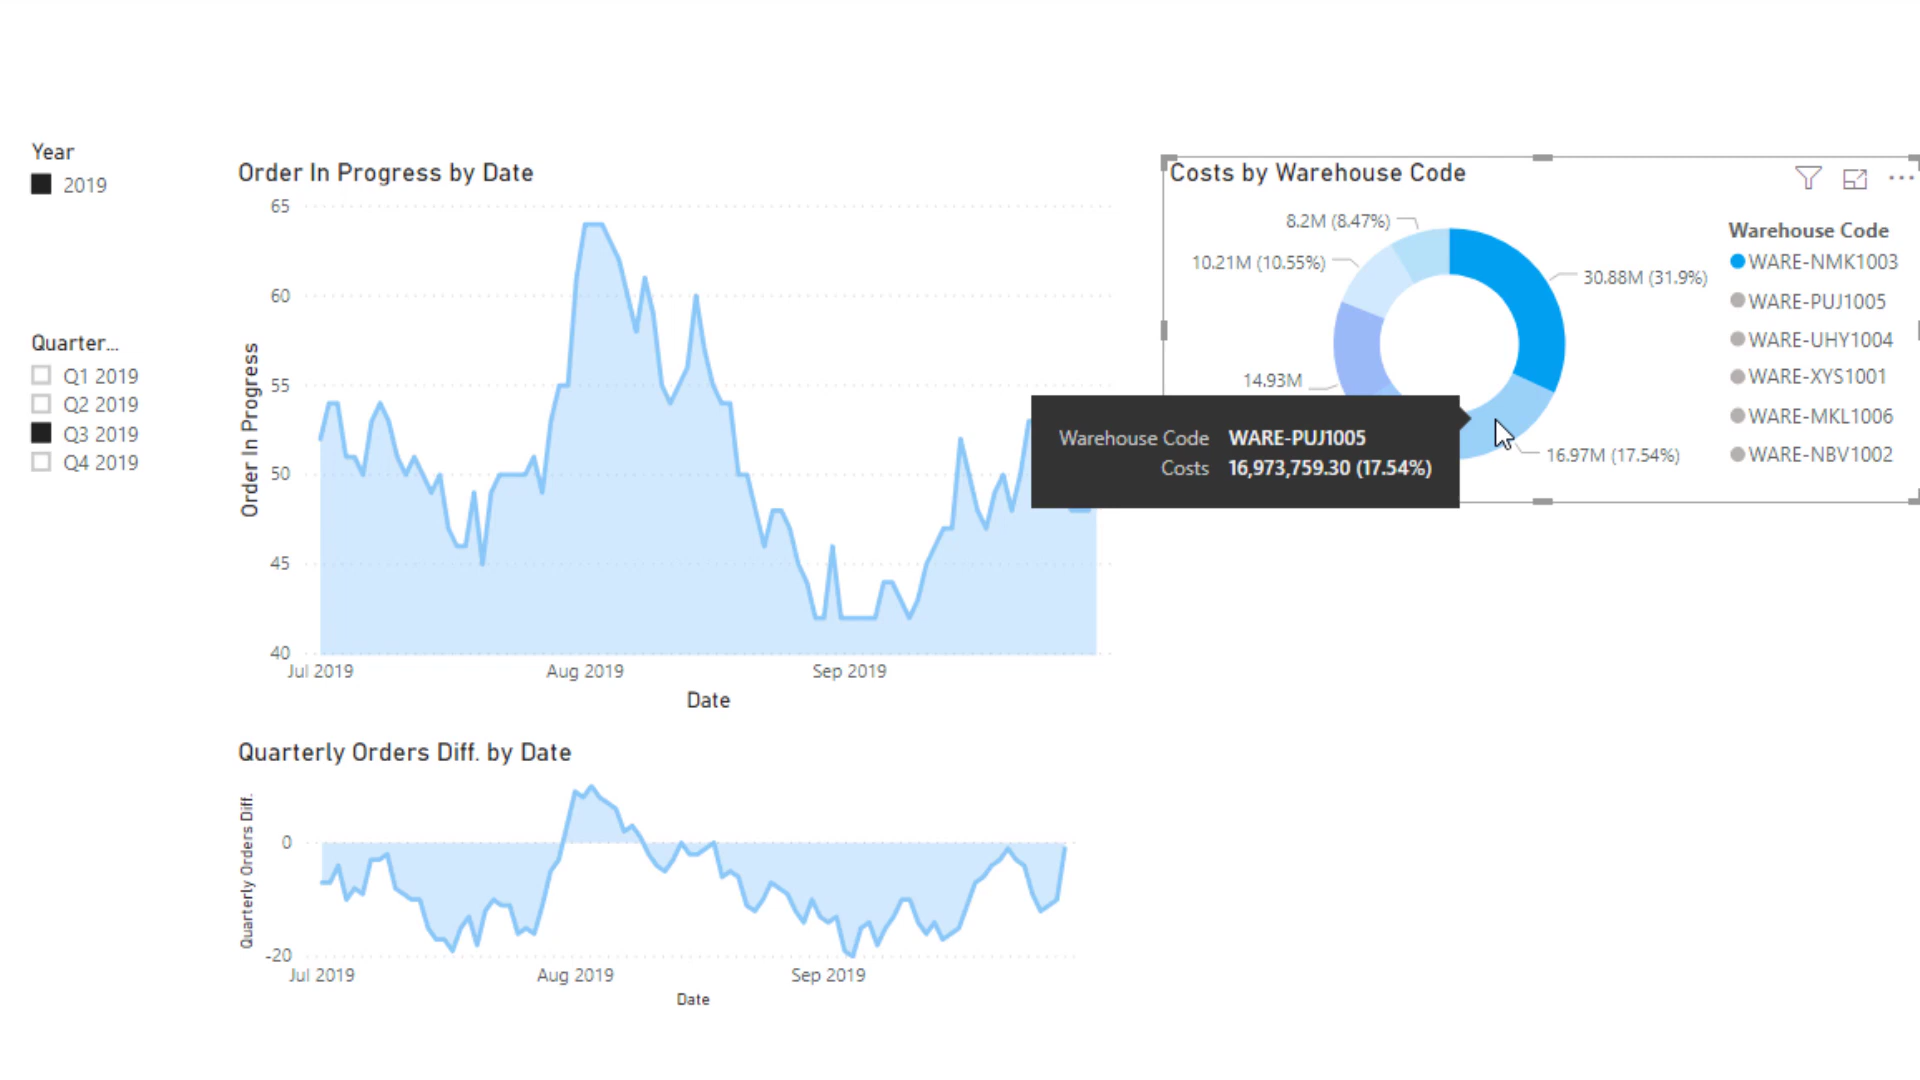 Year
2019
Quarter...
Q1 2019
Q2 2019
Q3 2019
Q4 2019
Order In Progress by Date
Order In Progress
65
60
55
50
45
40
Jul 2019
Aug 2019
Sep 2019
Date
Quarterly Orders Diff. by Date
Quarterly Orders Diff.
0
-20
Jul 2019
Aug 2019
Sep 2019
Date
Costs by Warehouse Code
8.2M (8.47%)
10.21M (10.55%)
30.88M (31.9%)
14.93M
16.97M (17.54%)
Warehouse Code WARE-PUJ1005
Costs 16,973,759.30 (17.54%)
Warehouse Code
WARE-NMK1003
WARE-PUJ1005
WARE-UHY1004
WARE-XYS1001
WARE-MKL1006
WARE-NBV1002